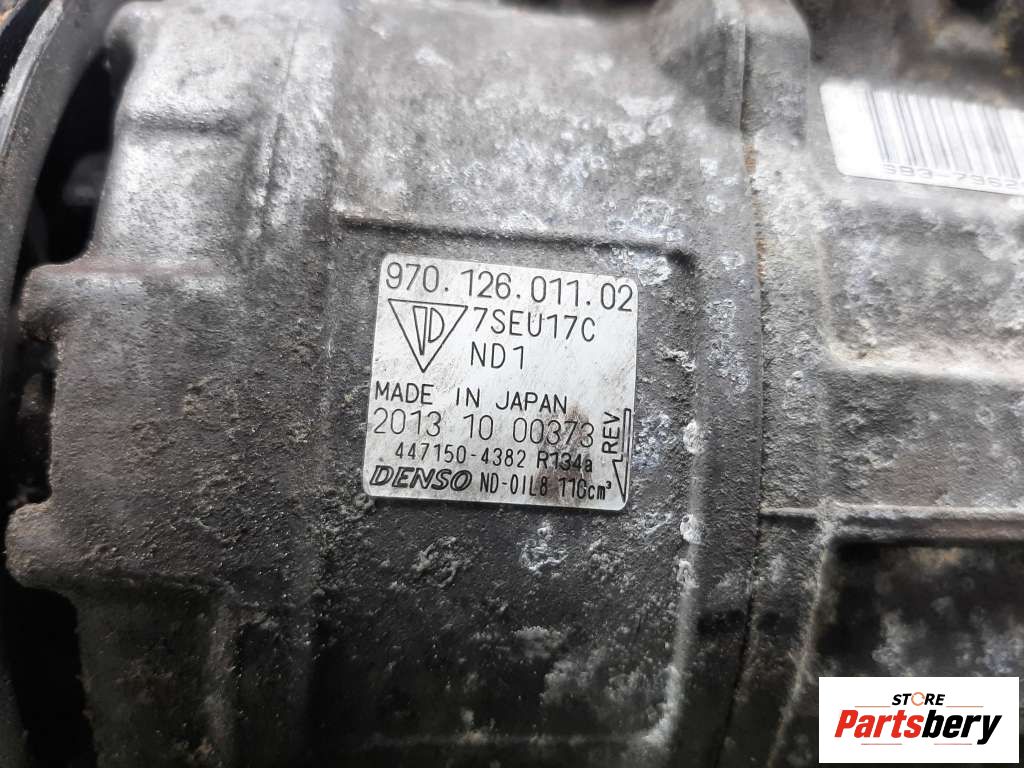 970.126.011.02
7SEU17C
ND1
MADE IN JAPAN
2013 10 00373
REV
447150-4382 R134a
DENSO ND-OIL8 110cm³
STORE
Partsbery